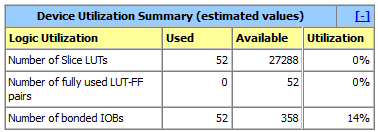 Device Utilization Summary (estimated values) [-]
Logic Utilization Used Available Utilization
Number of Slice LUTs 52 27288 0%
Number of fully used LUT-FF
pairs 0 52 0%
Number of bonded IOBs 52 358 14%